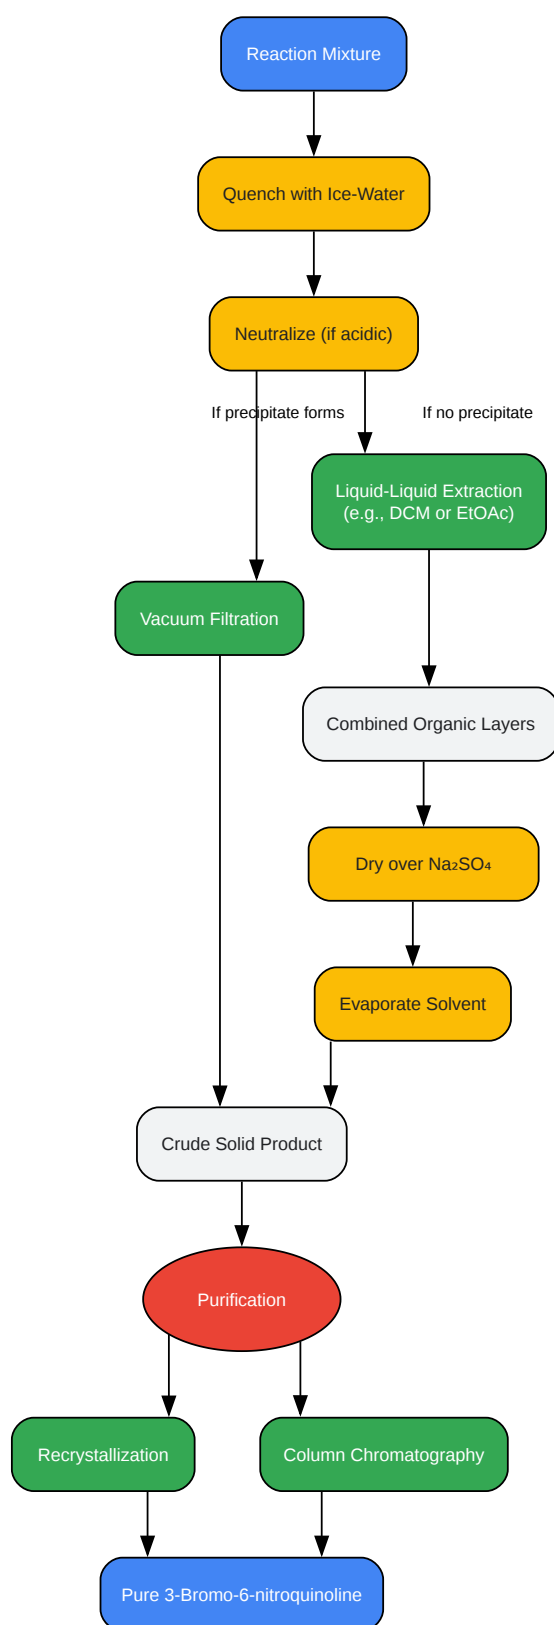 Reaction Mixture
Quench with Ice-Water
Neutralize (if acidic)
If precipitate forms
If no precipitate
Liquid-Liquid Extraction
(e.g., DCM or EtOAc)
Vacuum Filtration
Combined Organic Layers
Dry over Na₂SO₄
Evaporate Solvent
Crude Solid Product
Purification
Recrystallization
Column Chromatography
Pure 3-Bromo-6-nitroquinoline